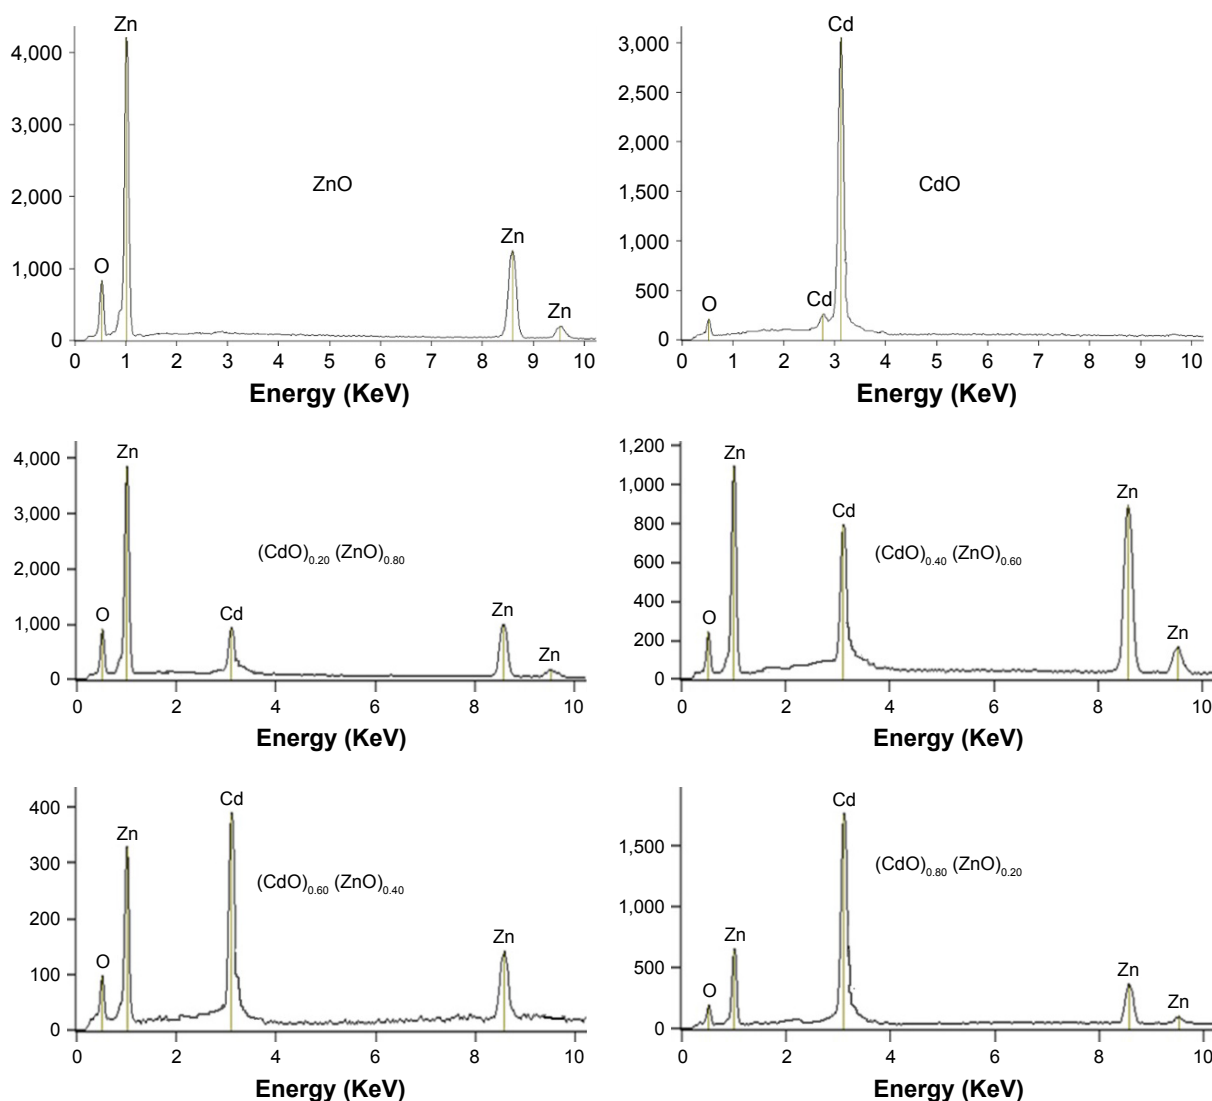 Zn
4,000
3,000
2,000
1,000
0
ZnO
O
Zn
Zn
0 1 2 3 4 5 6 7 8 9 10
Energy (KeV)
Cd
3,000
2,500
2,000
1,500
1,000
500
0
CdO
O
Cd
0 1 2 3 4 5 6 7 8 9 10
Energy (KeV)
Zn
4,000
3,000
2,000
1,000
0
(CdO)0.20 (ZnO)0.80
O
Cd
Zn
Zn
0 2 4 6 8 10
Energy (KeV)
1,200
1,000
800
600
400
200
0
Zn
Cd
Zn
(CdO)0.40 (ZnO)0.60
O
Zn
0 2 4 6 8 10
Energy (KeV)
400
300
200
100
0
Cd
Zn
(CdO)0.60 (ZnO)0.40
O
Zn
0 2 4 6 8 10
Energy (KeV)
Cd
1,500
1,000
500
0
(CdO)0.80 (ZnO)0.20
Zn
O
Zn
Zn
0 2 4 6 8 10
Energy (KeV)